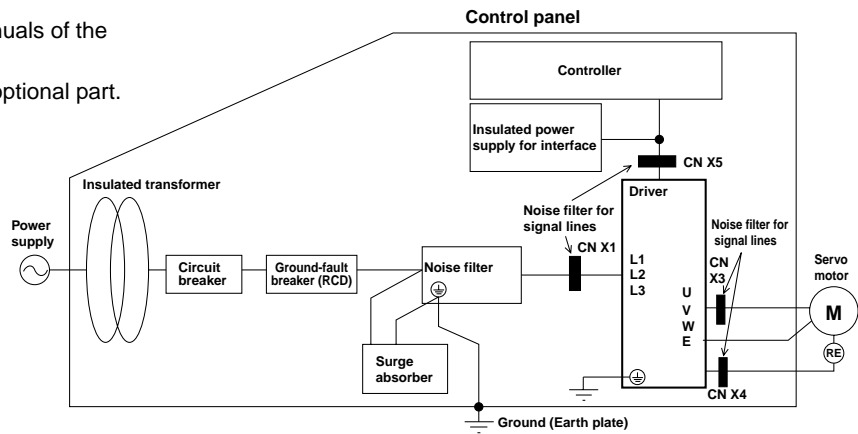 uals of the
optional part.
Control panel
Controller
Insulated power
supply for interface
CN X5
Insulated transformer
Driver
Power
supply
Noise filter for
signal lines
Noise filter for
signal lines
CN X1
Circuit
breaker
Ground-fault
breaker (RCD)
Noise filter
L1
L2
L3
CN
X3
Servo
motor
U
V
W
E
M
RE
Surge
absorber
CN X4
Ground (Earth plate)